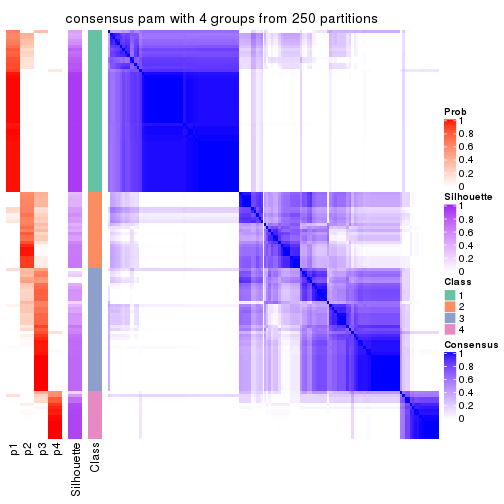 consensus pam with 4 groups from 250 partitions
Prob
1
0.8
0.6
0.4
0.2
0
Silhouette
1
0.8
0.6
0.4
0.2
0
Class
1
2
3
4
Consensus
1
0.8
0.6
0.4
0.2
0
p1
p2
p3
p4
Silhouette
Class